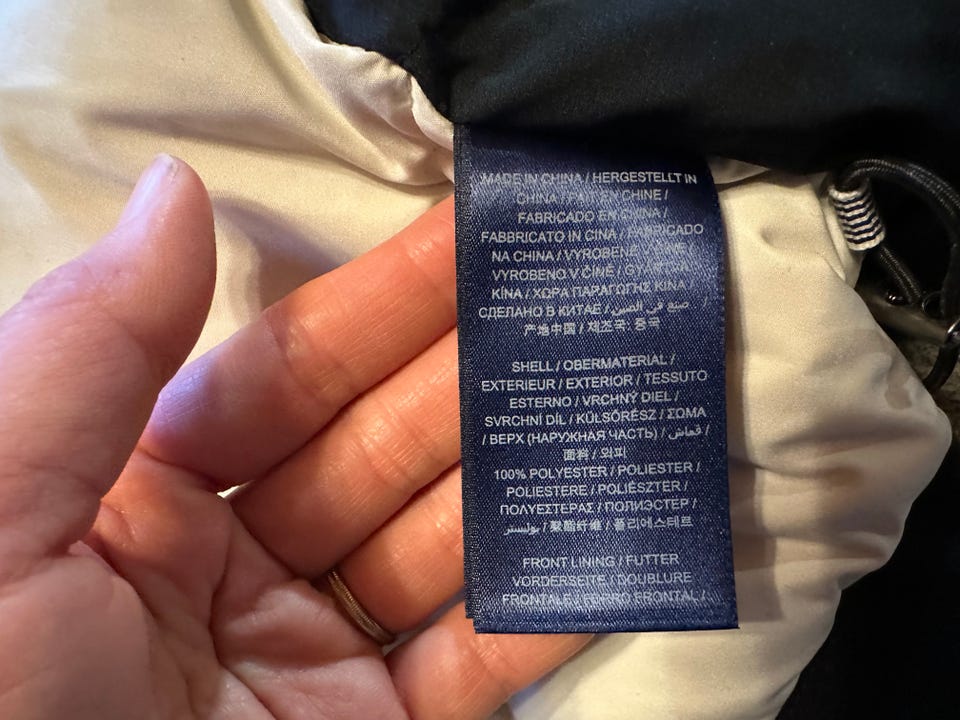 MADE IN CHINA / HERGESTELLT IN
CHINA / FAIT EN CHINE /
FABRICADO EN CHINA /
FABBRICATO IN CINA / FABRICADO
NA CHINA / VYROBENÉ
VYROBENO V ČÍNĚ /
KÍNA / ΧΩΡΑ ΠΑΡΑΓΩΓΗΣ ΚΙΝΑ /
СДЕЛАНО В КИТАЕ / صنع في الصين /
产地中国 / 제조국: 중국
SHELL / OBERMATERIAL /
EXTERIEUR / EXTERIOR / TESSUTO
ESTERNO / VRCHNÝ DIEL /
SVRCHNÍ DÍL / KÜLSŐRÉSZ / ΣΩΜΑ
/ ВЕРХ (НАРУЖНАЯ ЧАСТЬ) / قماش /
面料 / 외피
100% POLYESTER / POLIESTER /
POLIESTERE / POLIÉSZTER /
ΠΟΛΥΕΣΤΕΡΑΣ / ПОЛИЭСТЕР /
بوليستر / 聚酯纤维 / 폴리에스테르
FRONT LINING / FUTTER
VORDERSEITE / DOUBLURE
FRONTALE / FORRO FRONTAL /